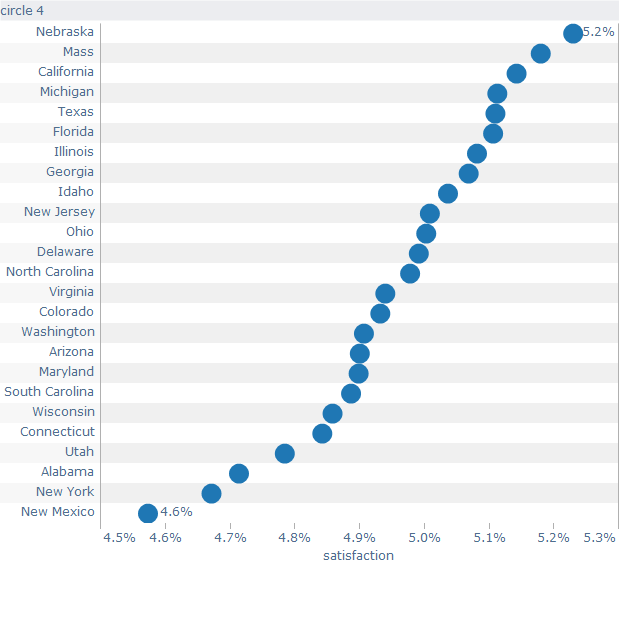 circle 4
Nebraska 5.2%
Mass
California
Michigan
Texas
Florida
Illinois
Georgia
Idaho
New Jersey
Ohio
Delaware
North Carolina
Virginia
Colorado
Washington
Arizona
Maryland
South Carolina
Wisconsin
Connecticut
Utah
Alabama
New York
New Mexico 4.6%
4.5% 4.6% 4.7% 4.8% 4.9% 5.0% 5.1% 5.2% 5.3%
satisfaction